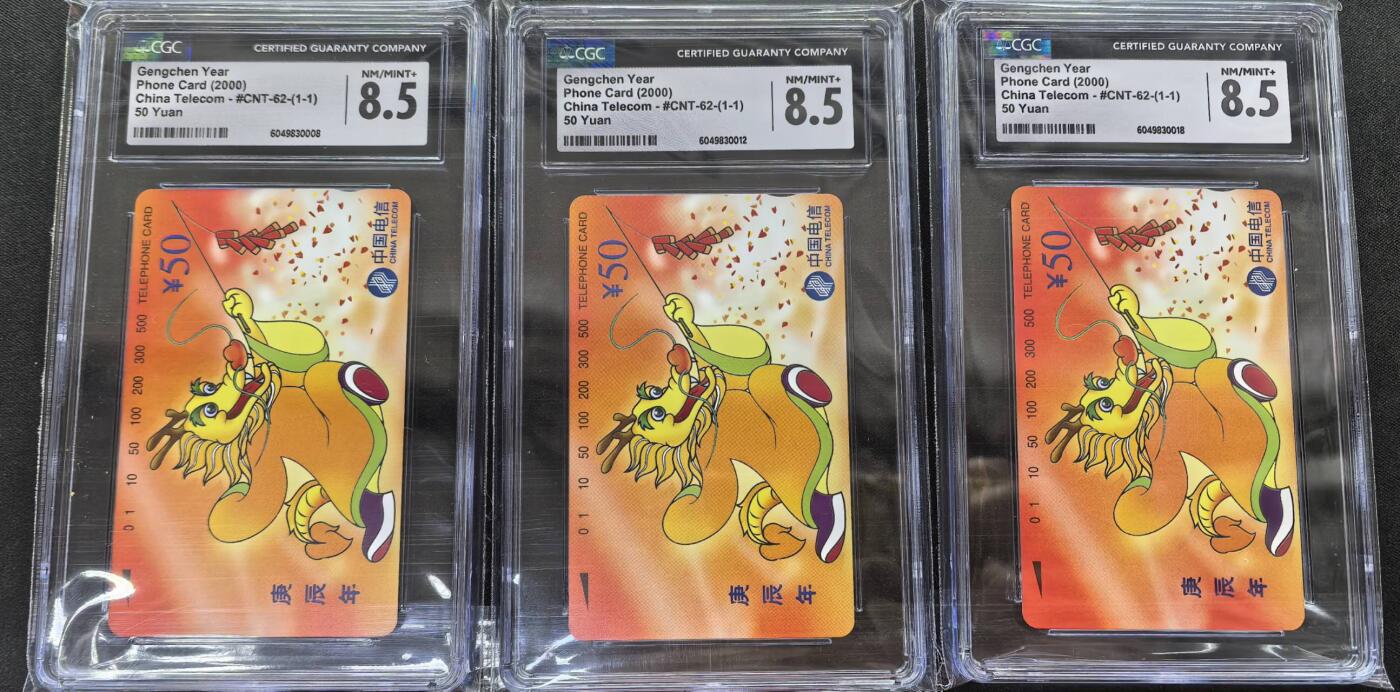 CGC CERTIFIED GUARANTY COMPANY
Gengchen Year
Phone Card (2000)
China Telecom - #CNT-62-(1-1)
50 Yuan
NM/MINT+
8.5
6049830008
TELEPHONE CARD
¥50
中国电信
CHINA TELECOM
0 1 10 50 100 200 300 500
庚辰年
CGC CERTIFIED GUARANTY COMPANY
Gengchen Year
Phone Card (2000)
China Telecom - #CNT-62-(1-1)
50 Yuan
NM/MINT+
8.5
6049830012
TELEPHONE CARD
¥50
中国电信
CHINA TELECOM
0 1 10 50 100 200 300 500
庚辰年
CGC CERTIFIED GUARANTY COMPANY
Gengchen Year
Phone Card (2000)
China Telecom - #CNT-62-(1-1)
50 Yuan
NM/MINT+
8.5
6049830018
TELEPHONE CARD
¥50
中国电信
CHINA TELECOM
0 1 10 50 100 200 300 500
庚辰年